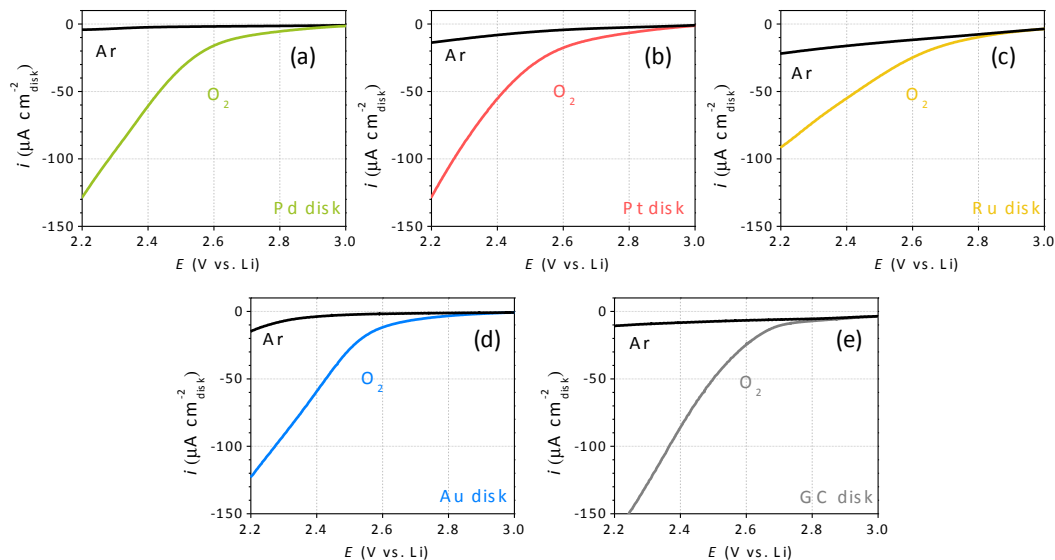 0
-50
-100
-150
i (μA cm⁻²disk)
Ar
(a)
O₂
Pd disk
2.2 2.4 2.6 2.8 3.0
E (V vs. Li)
0
-50
-100
-150
i (μA cm⁻²disk)
Ar
(b)
O₂
Pt disk
2.2 2.4 2.6 2.8 3.0
E (V vs. Li)
0
-50
-100
-150
i (μA cm⁻²disk)
Ar
(c)
O₂
Ru disk
2.2 2.4 2.6 2.8 3.0
E (V vs. Li)
0
-50
-100
-150
i (μA cm⁻²disk)
Ar
(d)
O₂
Au disk
2.2 2.4 2.6 2.8 3.0
E (V vs. Li)
0
-50
-100
-150
i (μA cm⁻²disk)
Ar
(e)
O₂
GC disk
2.2 2.4 2.6 2.8 3.0
E (V vs. Li)